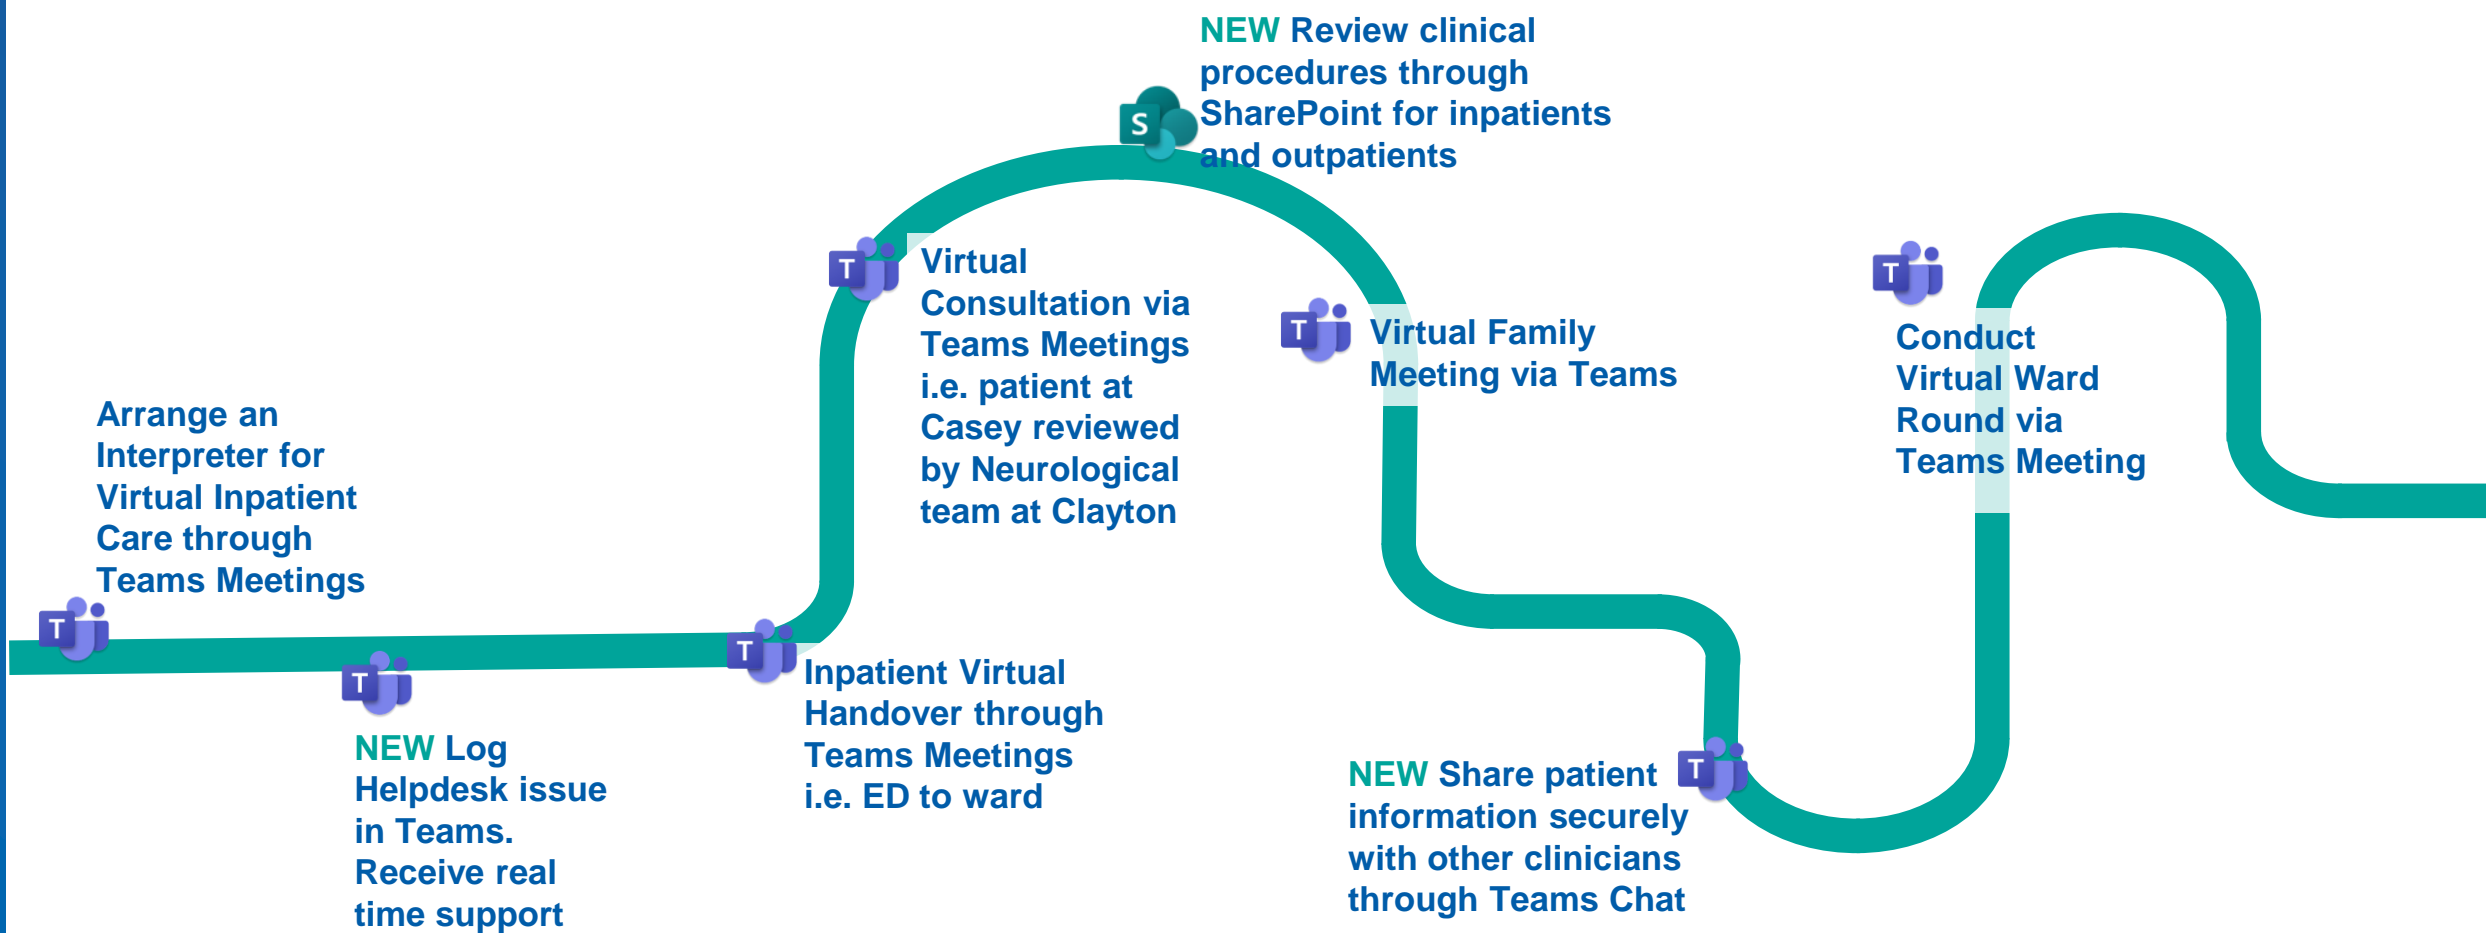 Arrange an
Interpreter for
Virtual Inpatient
Care through
Teams Meetings
T
T
NEW Log
Helpdesk issue
in Teams.
Receive real
time support
T
Inpatient Virtual
Handover through
Teams Meetings
i.e. ED to ward
T
Virtual
Consultation via
Teams Meetings
i.e. patient at
Casey reviewed
by Neurological
team at Clayton
S
NEW Review clinical
procedures through
SharePoint for inpatients
and outpatients
T
Virtual Family
Meeting via Teams
T
NEW Share patient
information securely
with other clinicians
through Teams Chat
T
Conduct
Virtual Ward
Round via
Teams Meeting